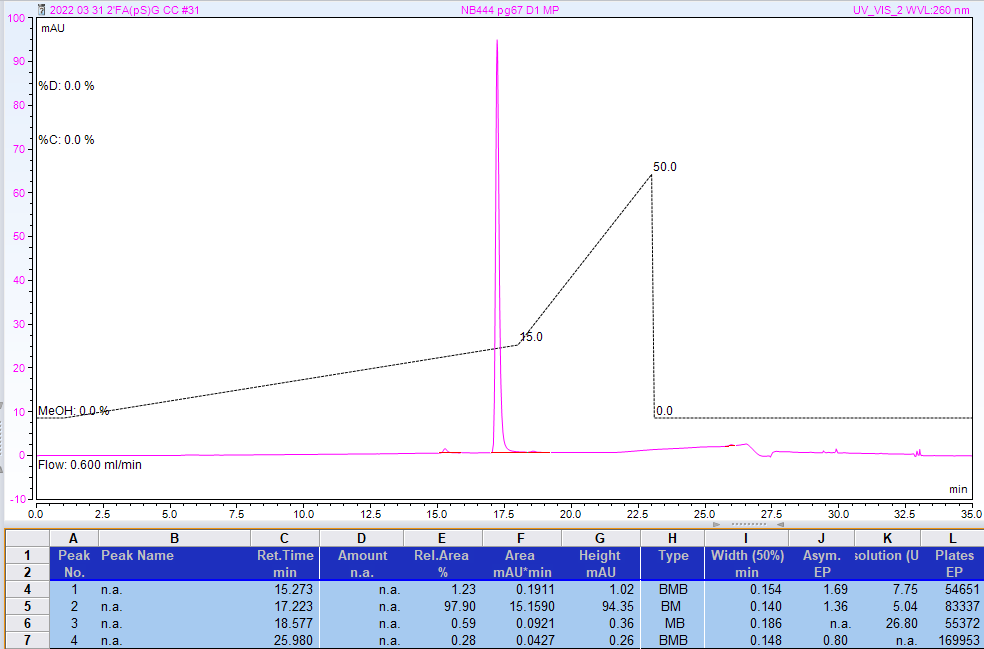 2022 03 31 2'FA(pS)G CC #31 NB444 pg67 D1 MP UV_VIS_2 WVL:260 nm
100
mAU
90
%D: 0.0 %
80
%C: 0.0 %
70
50.0
60
50
40
30
15.0
20
10
MeOH: 0.0 %
0.0
0
Flow: 0.600 ml/min
min
-10
0.0 2.5 5.0 7.5 10.0 12.5 15.0 17.5 20.0 22.5 25.0 27.5 30.0 32.5 35.0
A B C D E F G H I J K L
1 Peak Peak Name Ret.Time Amount Rel.Area Area Height Type Width (50%) Asym. solution (U Plates
2 No. min n.a. % mAU*min mAU min EP EP
4 1 n.a. 15.273 n.a. 1.23 0.1911 1.02 BMB 0.154 1.69 7.75 54651
5 2 n.a. 17.223 n.a. 97.90 15.1590 94.35 BM 0.140 1.36 5.04 83337
6 3 n.a. 18.577 n.a. 0.59 0.0921 0.36 MB 0.186 n.a. 26.80 55372
7 4 n.a. 25.980 n.a. 0.28 0.0427 0.26 BMB 0.148 0.80 n.a. 169953